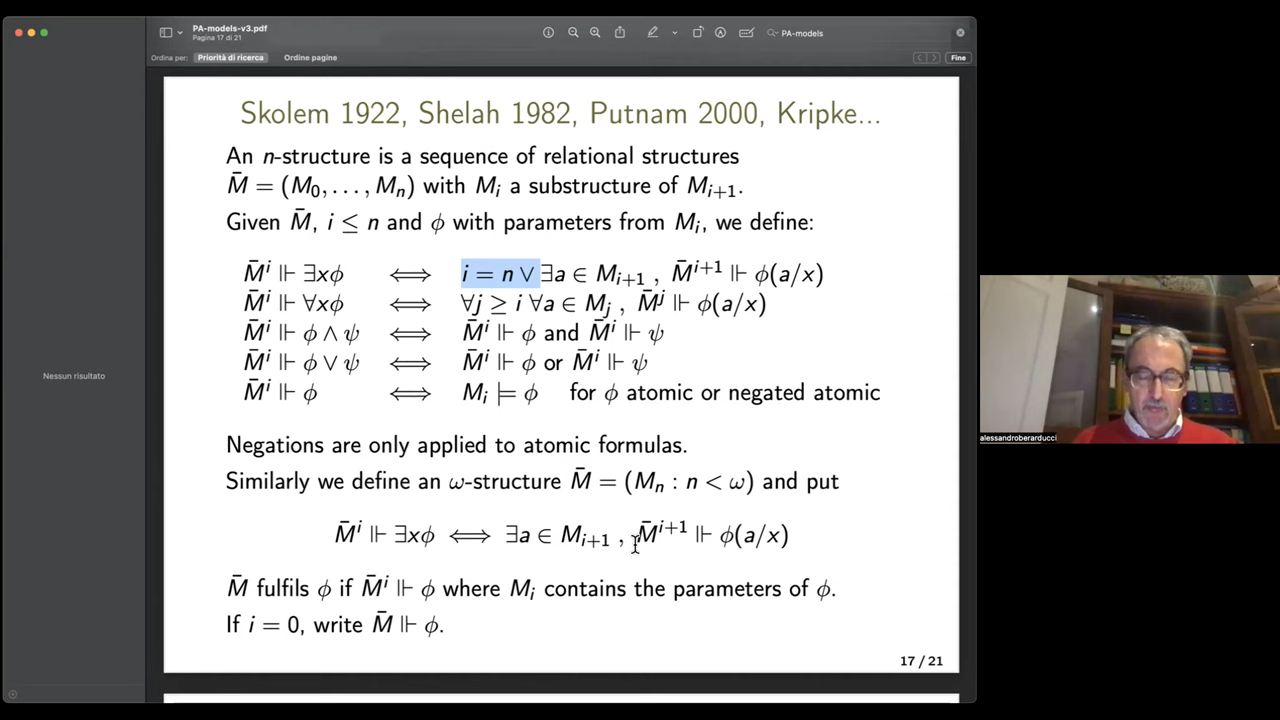 PA-models-v3.pdf
Pagina 17 di 21
PA-models
Ordina per: Priorità di ricerca Ordine pagine
Fine
Nessun risultato
Skolem 1922, Shelah 1982, Putnam 2000, Kripke...
An n-structure is a sequence of relational structures
M̄ = (M₀, . . . , Mₙ) with Mᵢ a substructure of Mᵢ₊₁.
Given M̄, i ≤ n and ϕ with parameters from Mᵢ, we define:
M̄ⁱ ⊩ ∃xϕ ⟺ i = n ∨ ∃a ∈ Mᵢ₊₁ , M̄ⁱ⁺¹ ⊩ ϕ(a/x)
M̄ⁱ ⊩ ∀xϕ ⟺ ∀j ≥ i ∀a ∈ Mⱼ , M̄ʲ ⊩ ϕ(a/x)
M̄ⁱ ⊩ ϕ ∧ ψ ⟺ M̄ⁱ ⊩ ϕ and M̄ⁱ ⊩ ψ
M̄ⁱ ⊩ ϕ ∨ ψ ⟺ M̄ⁱ ⊩ ϕ or M̄ⁱ ⊩ ψ
M̄ⁱ ⊩ ϕ ⟺ Mᵢ ⊨ ϕ for ϕ atomic or negated atomic
Negations are only applied to atomic formulas.
Similarly we define an ω-structure M̄ = (Mₙ : n < ω) and put
M̄ⁱ ⊩ ∃xϕ ⟺ ∃a ∈ Mᵢ₊₁ , M̄ⁱ⁺¹ ⊩ ϕ(a/x)
M̄ fulfils ϕ if M̄ⁱ ⊩ ϕ where Mᵢ contains the parameters of ϕ.
If i = 0, write M̄ ⊩ ϕ.
17 / 21
alessandroberarducci